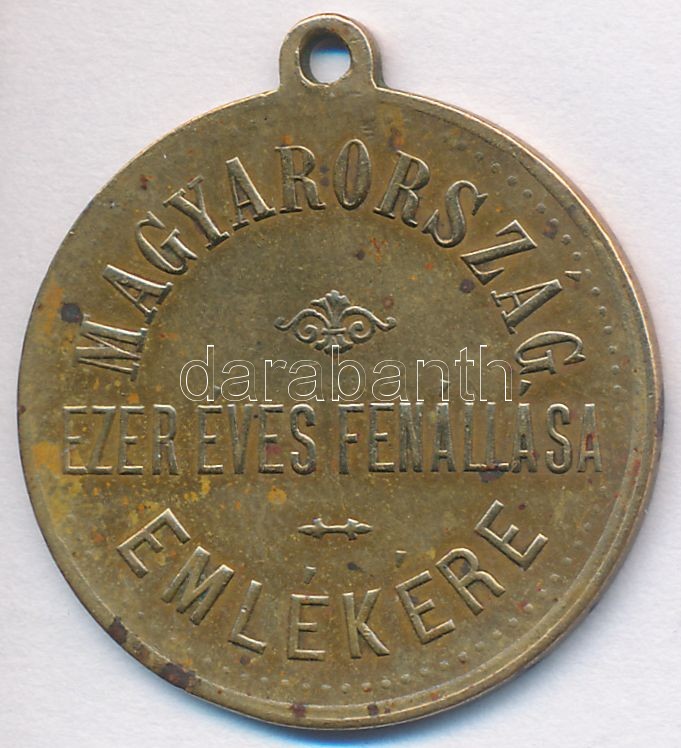 MAGYARORSZÁG,
darabanth
EZER ÉVES FENÁLLÁSA
EMLÉKÉRE